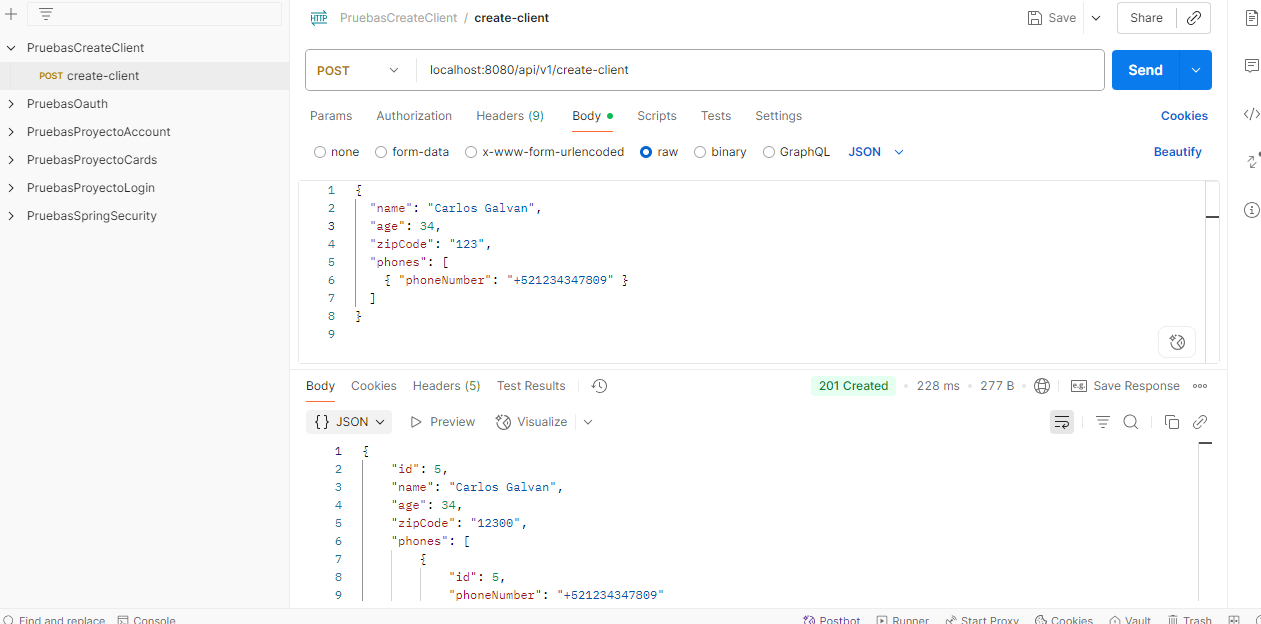 PruebasCreateClient / create-client
Save
Share
PruebasCreateClient
POST create-client
PruebasOauth
PruebasProyectoAccount
PruebasProyectoCards
PruebasProyectoLogin
PruebasSpringSecurity
POST
localhost:8080/api/v1/create-client
Send
Params Authorization Headers (9) Body Scripts Tests Settings Cookies
none form-data x-www-form-urlencoded raw binary GraphQL JSON Beautify
1 {
2 "name": "Carlos Galvan",
3 "age": 34,
4 "zipCode": "123",
5 "phones": [
6 { "phoneNumber": "+521234347809" }
7 ]
8 }
9
Body Cookies Headers (5) Test Results 201 Created 228 ms 277 B e.g. Save Response
{} JSON Preview Visualize
1 {
2 "id": 5,
3 "name": "Carlos Galvan",
4 "age": 34,
5 "zipCode": "12300",
6 "phones": [
7 {
8 "id": 5,
9 "phoneNumber": "+521234347809"
Find and replace Console Postbot Runner Start Proxy Cookies Vault Trash